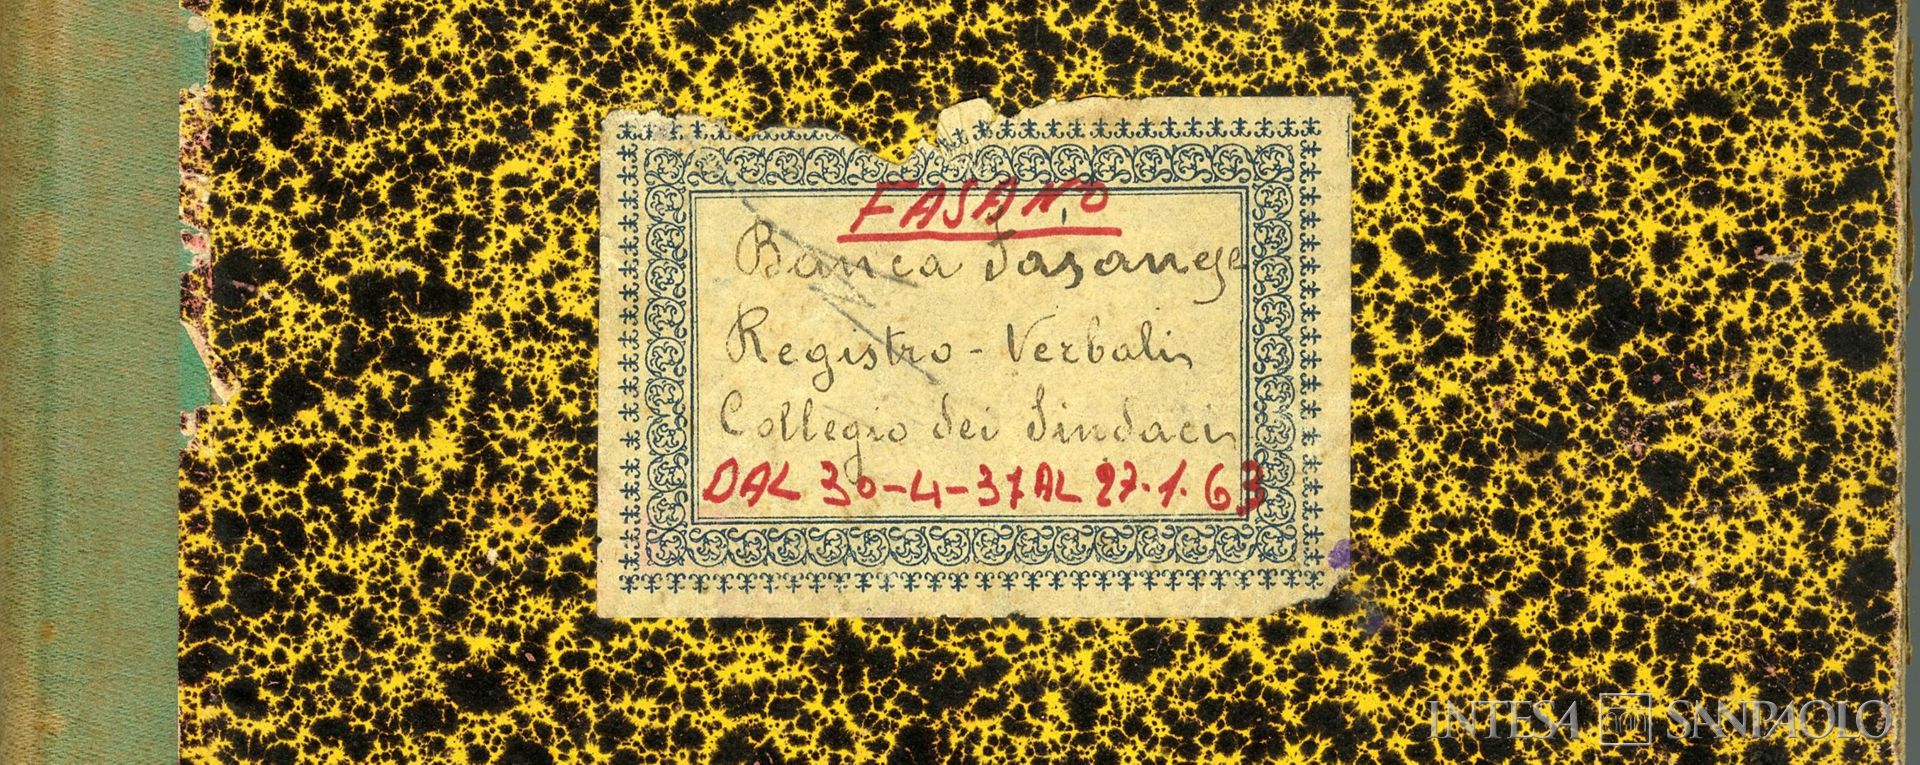 FASANO
Banca Fasanese
Registro - Verbali
Collegio dei Sindaci
DAL 30-4-37 AL 27.1.63
INTESA SANPAOLO